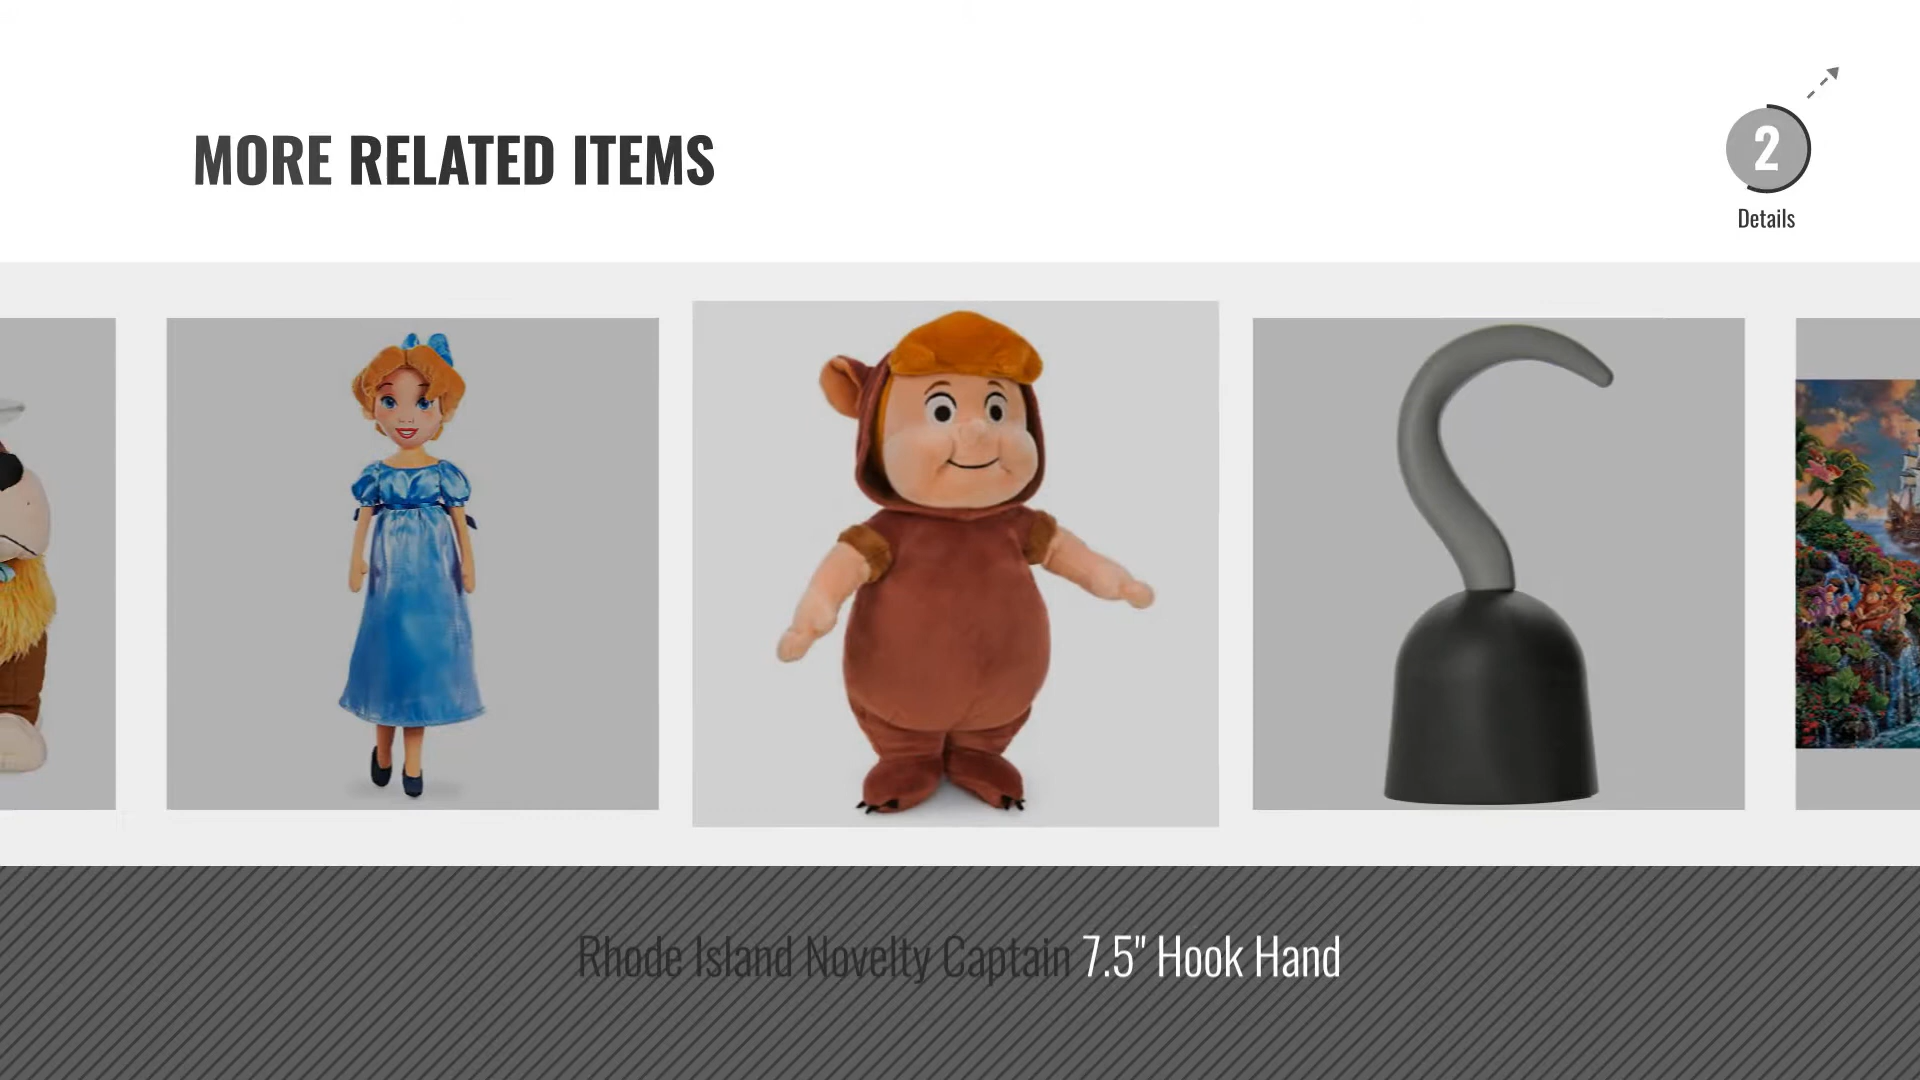 MORE RELATED ITEMS
2
Details
Rhode Island Novelty Captain 7.5" Hook Hand